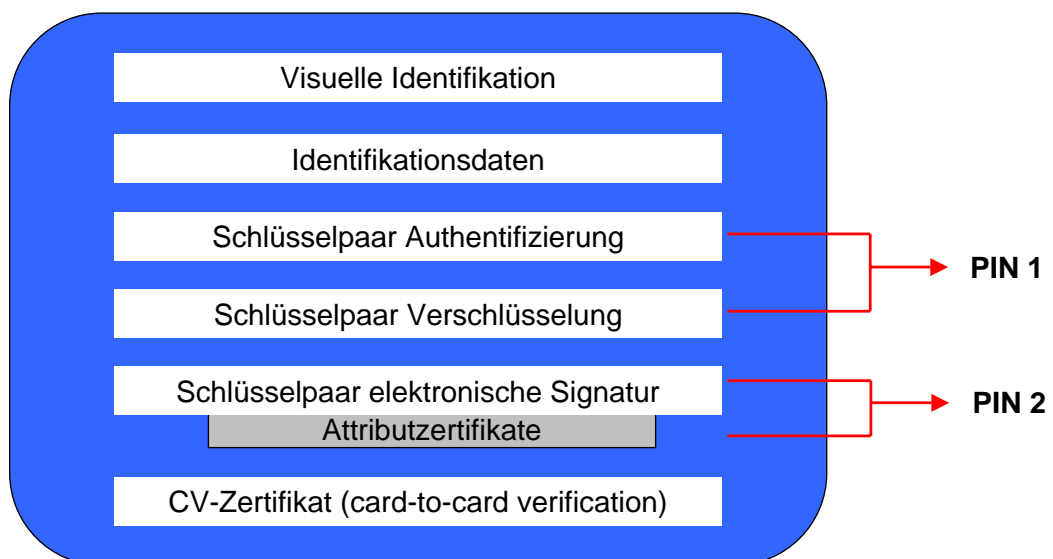 Visuelle Identifikation
Identifikationsdaten
Schlüsselpaar Authentifizierung
PIN 1
Schlüsselpaar Verschlüsselung
Schlüsselpaar elektronische Signatur
PIN 2
Attributzertifikate
CV-Zertifikat (card-to-card verification)